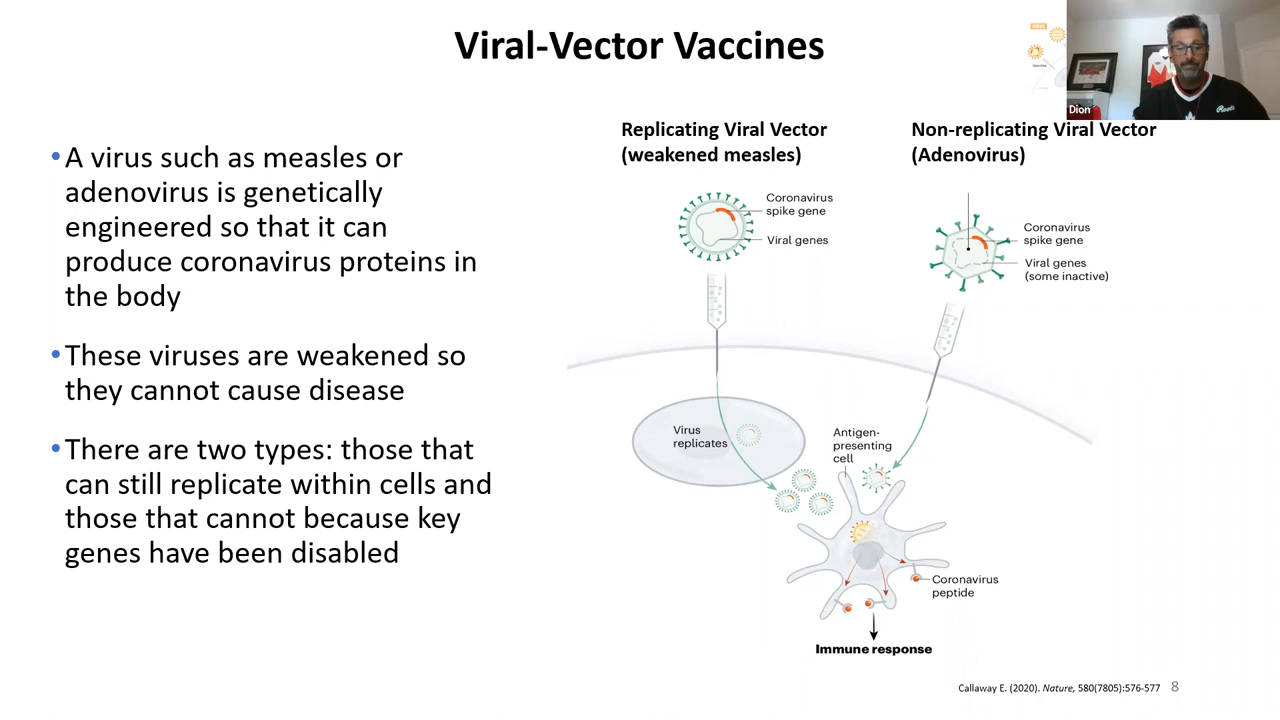 Viral-Vector Vaccines
Dion
Roots
Vaccine
• A virus such as measles or
adenovirus is genetically
engineered so that it can
produce coronavirus proteins in
the body
• These viruses are weakened so
they cannot cause disease
• There are two types: those that
can still replicate within cells and
those that cannot because key
genes have been disabled
Replicating Viral Vector
(weakened measles)
Coronavirus
spike gene
Viral genes
Non-replicating Viral Vector
(Adenovirus)
Coronavirus
spike gene
Viral genes
(some inactive)
Virus
replicates
Antigen-
presenting
cell
Coronavirus
peptide
Immune response
Callaway E. (2020). Nature, 580(7805):576-577
8